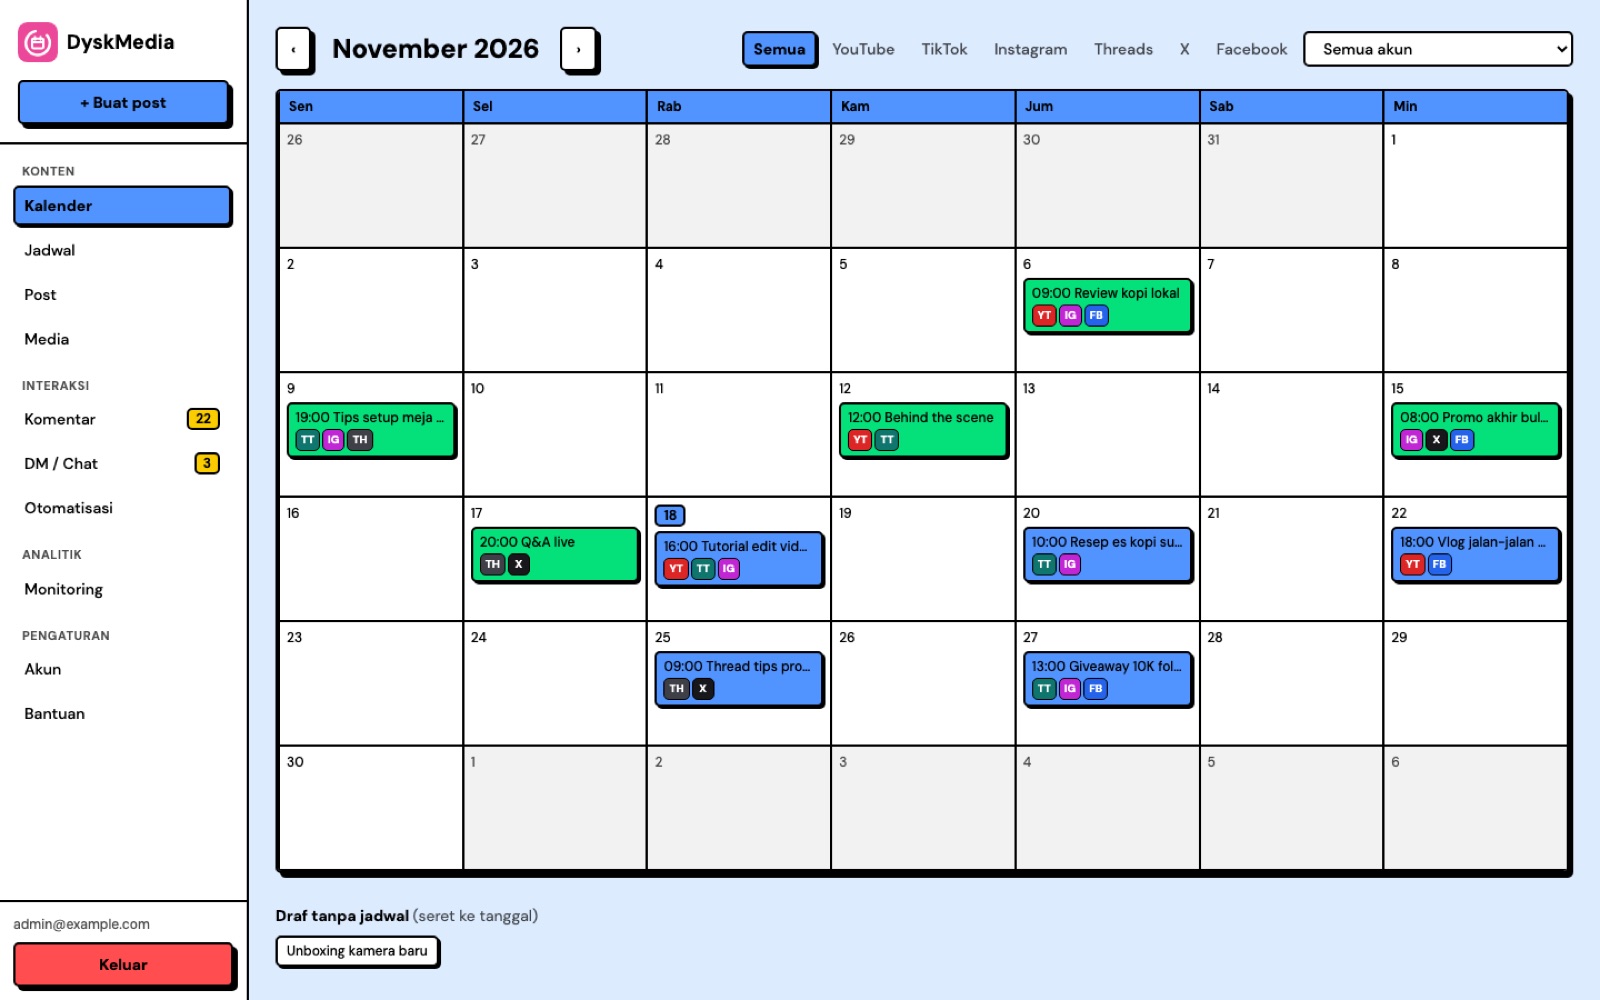 DyskMedia
+ Buat post
KONTEN
Kalender
Jadwal
Post
Media
INTERAKSI
Komentar 22
DM / Chat 3
Otomatisasi
ANALITIK
Monitoring
PENGATURAN
Akun
Bantuan
admin@example.com
Keluar
‹ November 2026 ›
Semua YouTube TikTok Instagram Threads X Facebook Semua akun
Sen Sel Rab Kam Jum Sab Min
26 27 28 29 30 31 1
2 3 4 5 6 7 8
09:00 Review kopi lokal
YT IG FB
9 10 11 12 13 14 15
19:00 Tips setup meja ... 12:00 Behind the scene 08:00 Promo akhir bul...
TT IG TH YT TT IG X FB
16 17 18 19 20 21 22
20:00 Q&A live 16:00 Tutorial edit vid... 10:00 Resep es kopi su... 18:00 Vlog jalan-jalan ...
TH X YT TT IG TT IG YT FB
23 24 25 26 27 28 29
09:00 Thread tips pro... 13:00 Giveaway 10K fol...
TH X TT IG FB
30 1 2 3 4 5 6
Draf tanpa jadwal (seret ke tanggal)
Unboxing kamera baru